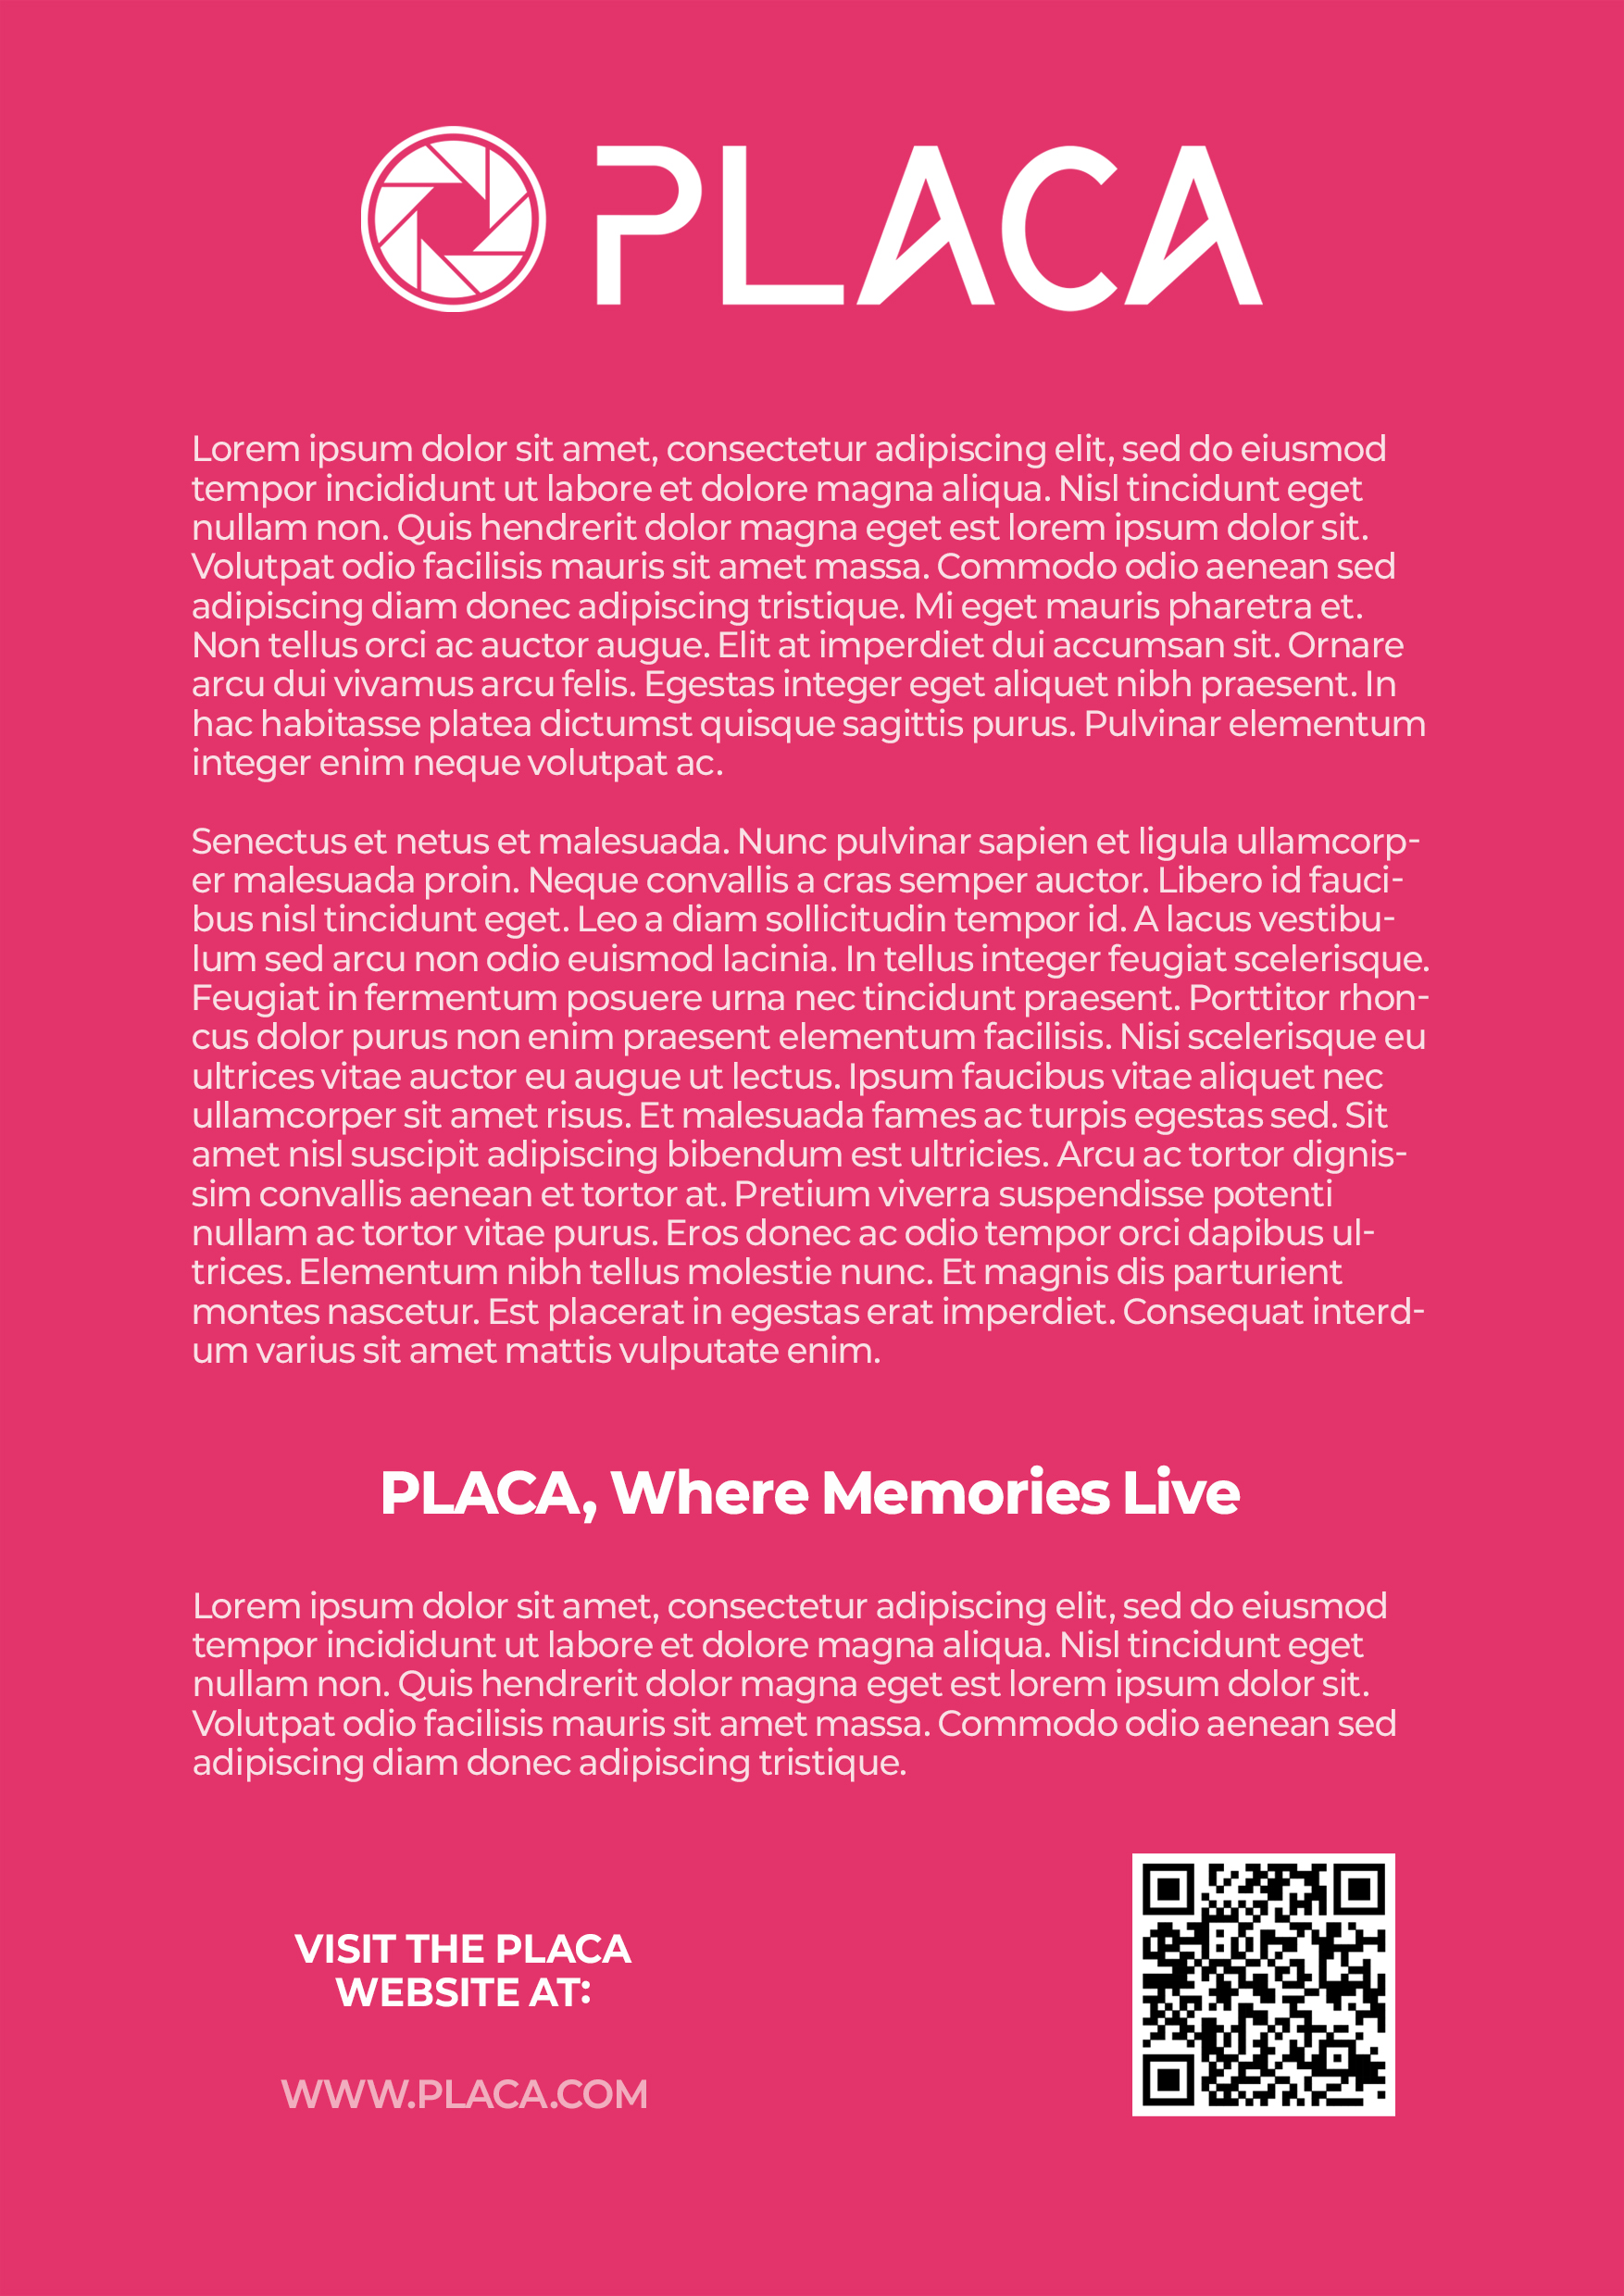 PLACA
Lorem ipsum dolor sit amet, consectetur adipiscing elit, sed do eiusmod
tempor incididunt ut labore et dolore magna aliqua. Nisl tincidunt eget
nullam non. Quis hendrerit dolor magna eget est lorem ipsum dolor sit.
Volutpat odio facilisis mauris sit amet massa. Commodo odio aenean sed
adipiscing diam donec adipiscing tristique. Mi eget mauris pharetra et.
Non tellus orci ac auctor augue. Elit at imperdiet dui accumsan sit. Ornare
arcu dui vivamus arcu felis. Egestas integer eget aliquet nibh praesent. In
hac habitasse platea dictumst quisque sagittis purus. Pulvinar elementum
integer enim neque volutpat ac.
Senectus et netus et malesuada. Nunc pulvinar sapien et ligula ullamcorp-
er malesuada proin. Neque convallis a cras semper auctor. Libero id fauci-
bus nisl tincidunt eget. Leo a diam sollicitudin tempor id. A lacus vestibu-
lum sed arcu non odio euismod lacinia. In tellus integer feugiat scelerisque.
Feugiat in fermentum posuere urna nec tincidunt praesent. Porttitor rhon-
cus dolor purus non enim praesent elementum facilisis. Nisi scelerisque eu
ultrices vitae auctor eu augue ut lectus. Ipsum faucibus vitae aliquet nec
ullamcorper sit amet risus. Et malesuada fames ac turpis egestas sed. Sit
amet nisl suscipit adipiscing bibendum est ultricies. Arcu ac tortor dignis-
sim convallis aenean et tortor at. Pretium viverra suspendisse potenti
nullam ac tortor vitae purus. Eros donec ac odio tempor orci dapibus ul-
trices. Elementum nibh tellus molestie nunc. Et magnis dis parturient
montes nascetur. Est placerat in egestas erat imperdiet. Consequat interd-
um varius sit amet mattis vulputate enim.
PLACA, Where Memories Live
Lorem ipsum dolor sit amet, consectetur adipiscing elit, sed do eiusmod
tempor incididunt ut labore et dolore magna aliqua. Nisl tincidunt eget
nullam non. Quis hendrerit dolor magna eget est lorem ipsum dolor sit.
Volutpat odio facilisis mauris sit amet massa. Commodo odio aenean sed
adipiscing diam donec adipiscing tristique.
VISIT THE PLACA
WEBSITE AT:
WWW.PLACA.COM